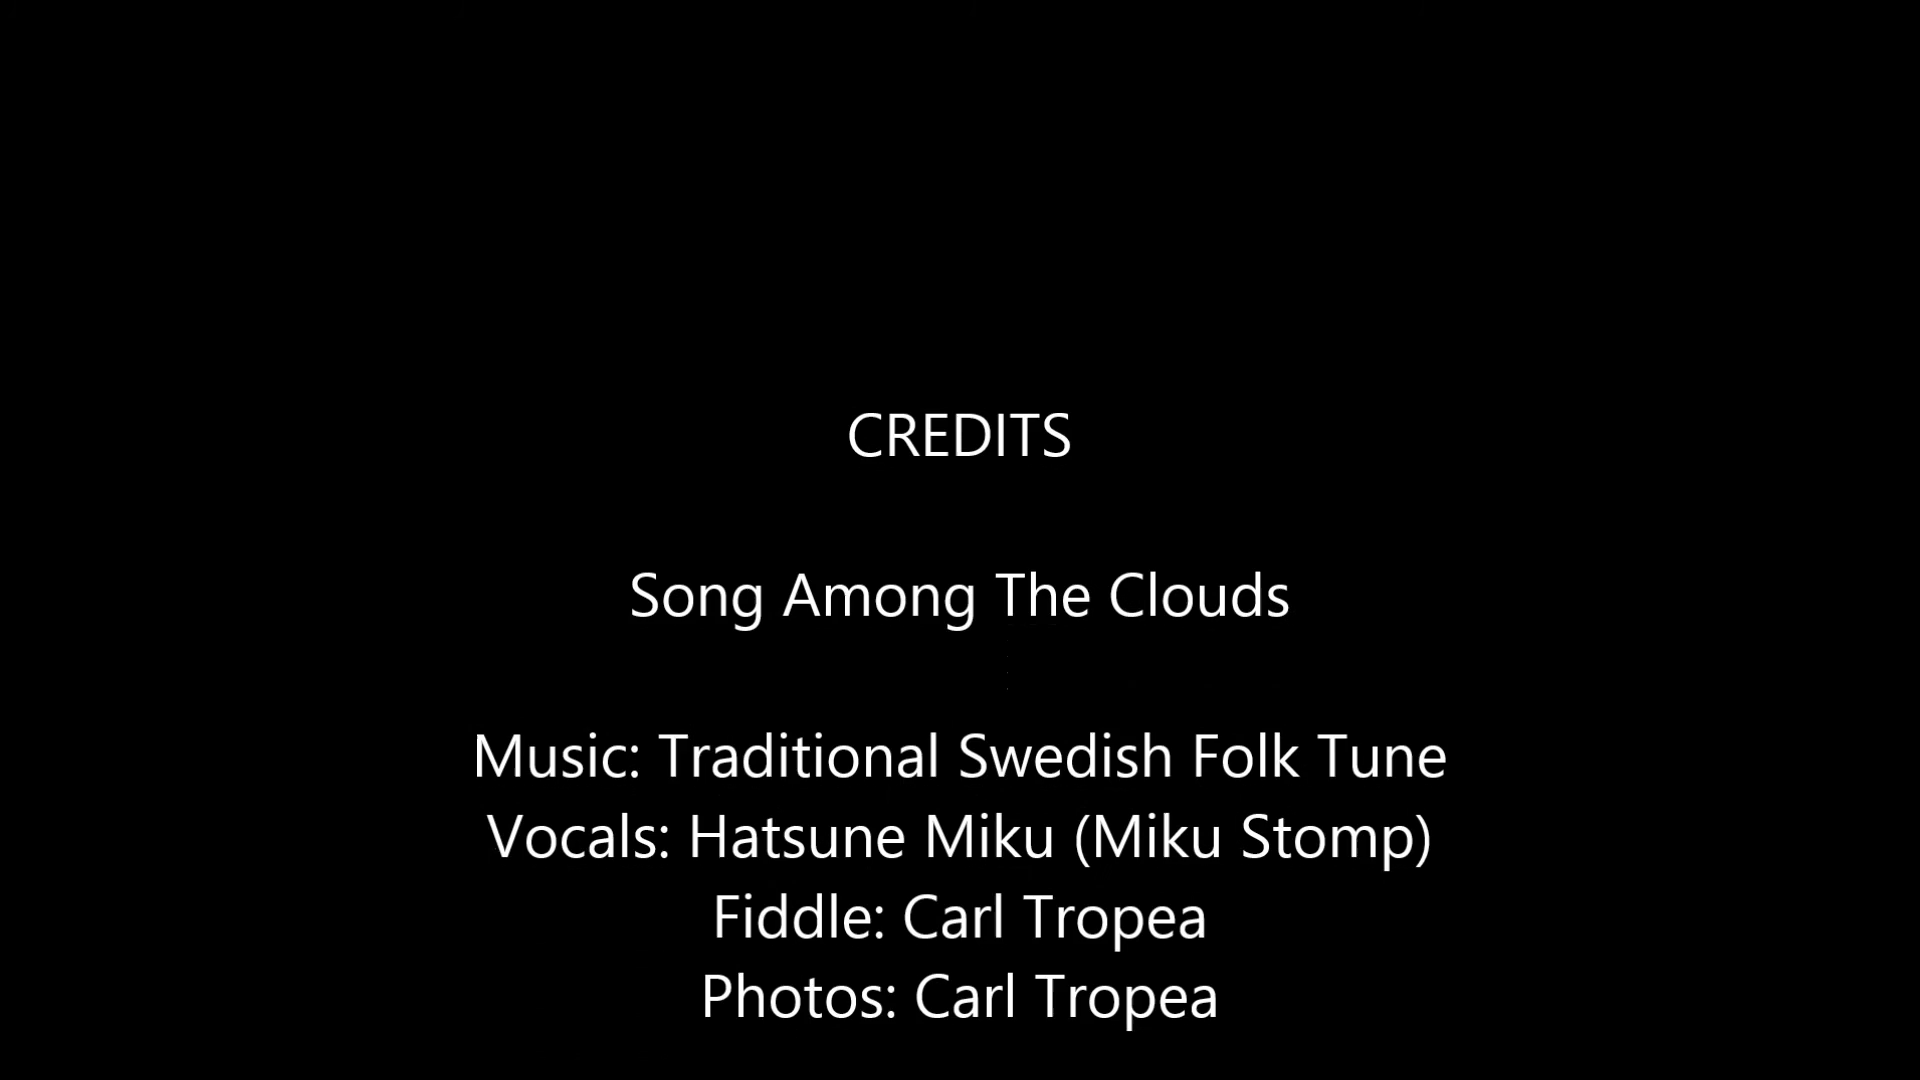 CREDITS
Song Among The Clouds
Music: Traditional Swedish Folk Tune
Vocals: Hatsune Miku (Miku Stomp)
Fiddle: Carl Tropea
Photos: Carl Tropea